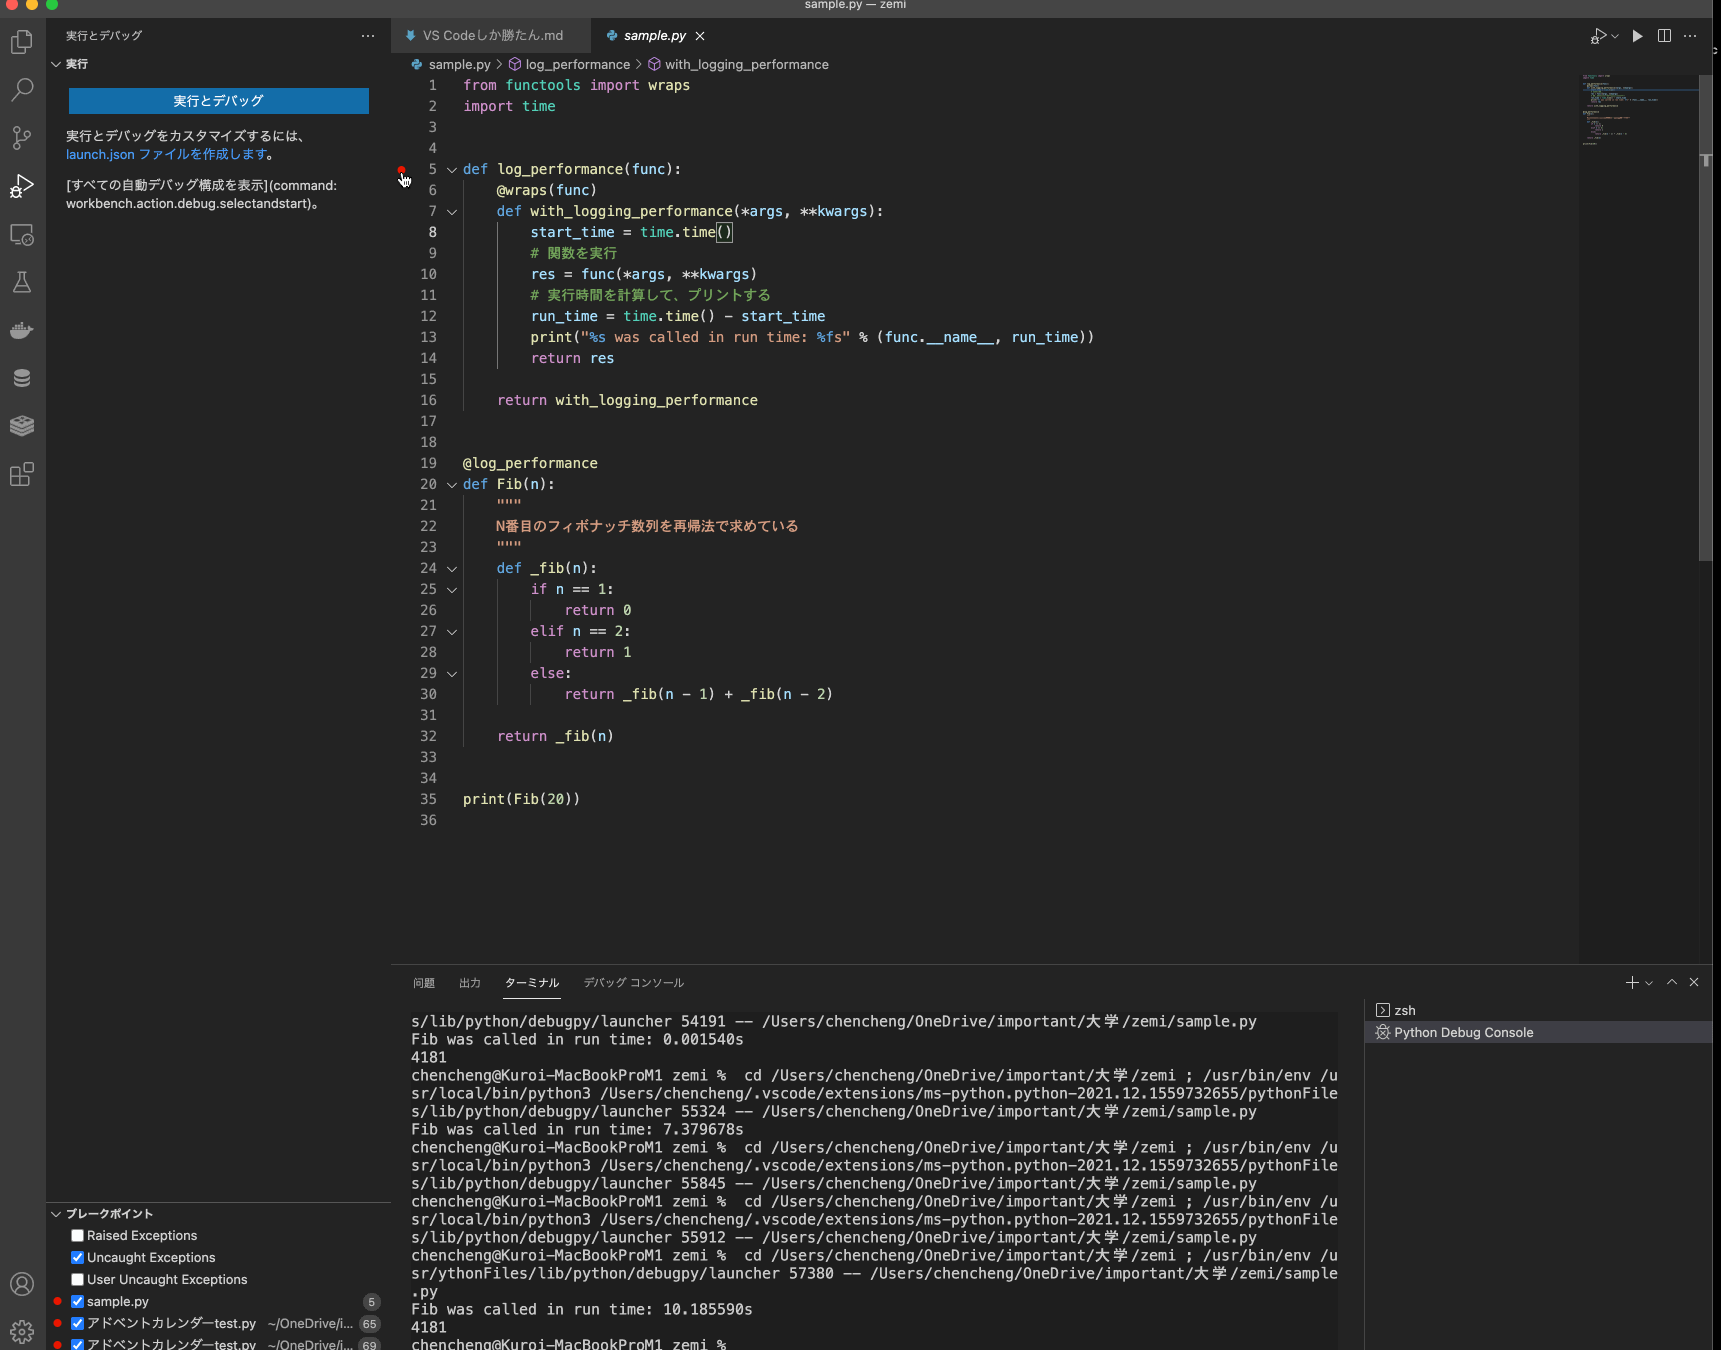 sample.py — zemi
実行とデバッグ
実行
実行とデバッグ
実行とデバッグをカスタマイズするには、
launch.json ファイルを作成します。
[すべての自動デバッグ構成を表示](command:
workbench.action.debug.selectandstart)。
VS Codeしか勝たん.md
sample.py
sample.py > log_performance > with_logging_performance
1 from functools import wraps
2 import time
3
4
5 def log_performance(func):
6 @wraps(func)
7 def with_logging_performance(*args, **kwargs):
8 start_time = time.time()
9 # 関数を実行
10 res = func(*args, **kwargs)
11 # 実行時間を計算して、プリントする
12 run_time = time.time() - start_time
13 print("%s was called in run time: %fs" % (func.__name__, run_time))
14 return res
15
16 return with_logging_performance
17
18
19 @log_performance
20 def Fib(n):
21 """
22 N番目のフィボナッチ数列を再帰法で求めている
23 """
24 def _fib(n):
25 if n == 1:
26 return 0
27 elif n == 2:
28 return 1
29 else:
30 return _fib(n - 1) + _fib(n - 2)
31
32 return _fib(n)
33
34
35 print(Fib(20))
36
問題 出力 ターミナル デバッグ コンソール
s/lib/python/debugpy/launcher 54191 -- /Users/chencheng/OneDrive/important/大学/zemi/sample.py
Fib was called in run time: 0.001540s
4181
chencheng@Kuroi-MacBookProM1 zemi %  cd /Users/chencheng/OneDrive/important/大学/zemi ; /usr/bin/env /u
sr/local/bin/python3 /Users/chencheng/.vscode/extensions/ms-python.python-2021.12.1559732655/pythonFile
s/lib/python/debugpy/launcher 55324 -- /Users/chencheng/OneDrive/important/大学/zemi/sample.py
Fib was called in run time: 7.379678s
chencheng@Kuroi-MacBookProM1 zemi %  cd /Users/chencheng/OneDrive/important/大学/zemi ; /usr/bin/env /u
sr/local/bin/python3 /Users/chencheng/.vscode/extensions/ms-python.python-2021.12.1559732655/pythonFile
s/lib/python/debugpy/launcher 55845 -- /Users/chencheng/OneDrive/important/大学/zemi/sample.py
chencheng@Kuroi-MacBookProM1 zemi %  cd /Users/chencheng/OneDrive/important/大学/zemi ; /usr/bin/env /u
sr/local/bin/python3 /Users/chencheng/.vscode/extensions/ms-python.python-2021.12.1559732655/pythonFile
s/lib/python/debugpy/launcher 55912 -- /Users/chencheng/OneDrive/important/大学/zemi/sample.py
chencheng@Kuroi-MacBookProM1 zemi %  cd /Users/chencheng/OneDrive/important/大学/zemi ; /usr/bin/env /u
sr/ythonFiles/lib/python/debugpy/launcher 57380 -- /Users/chencheng/OneDrive/important/大学/zemi/sample
.py
Fib was called in run time: 10.185590s
4181
chencheng@Kuroi-MacBookProM1 zemi %
zsh
Python Debug Console
ブレークポイント
Raised Exceptions
Uncaught Exceptions
User Uncaught Exceptions
sample.py 5
アドベントカレンダーtest.py ~/OneDrive/i... 65
アドベントカレンダーtest.py ~/OneDrive/i... 69